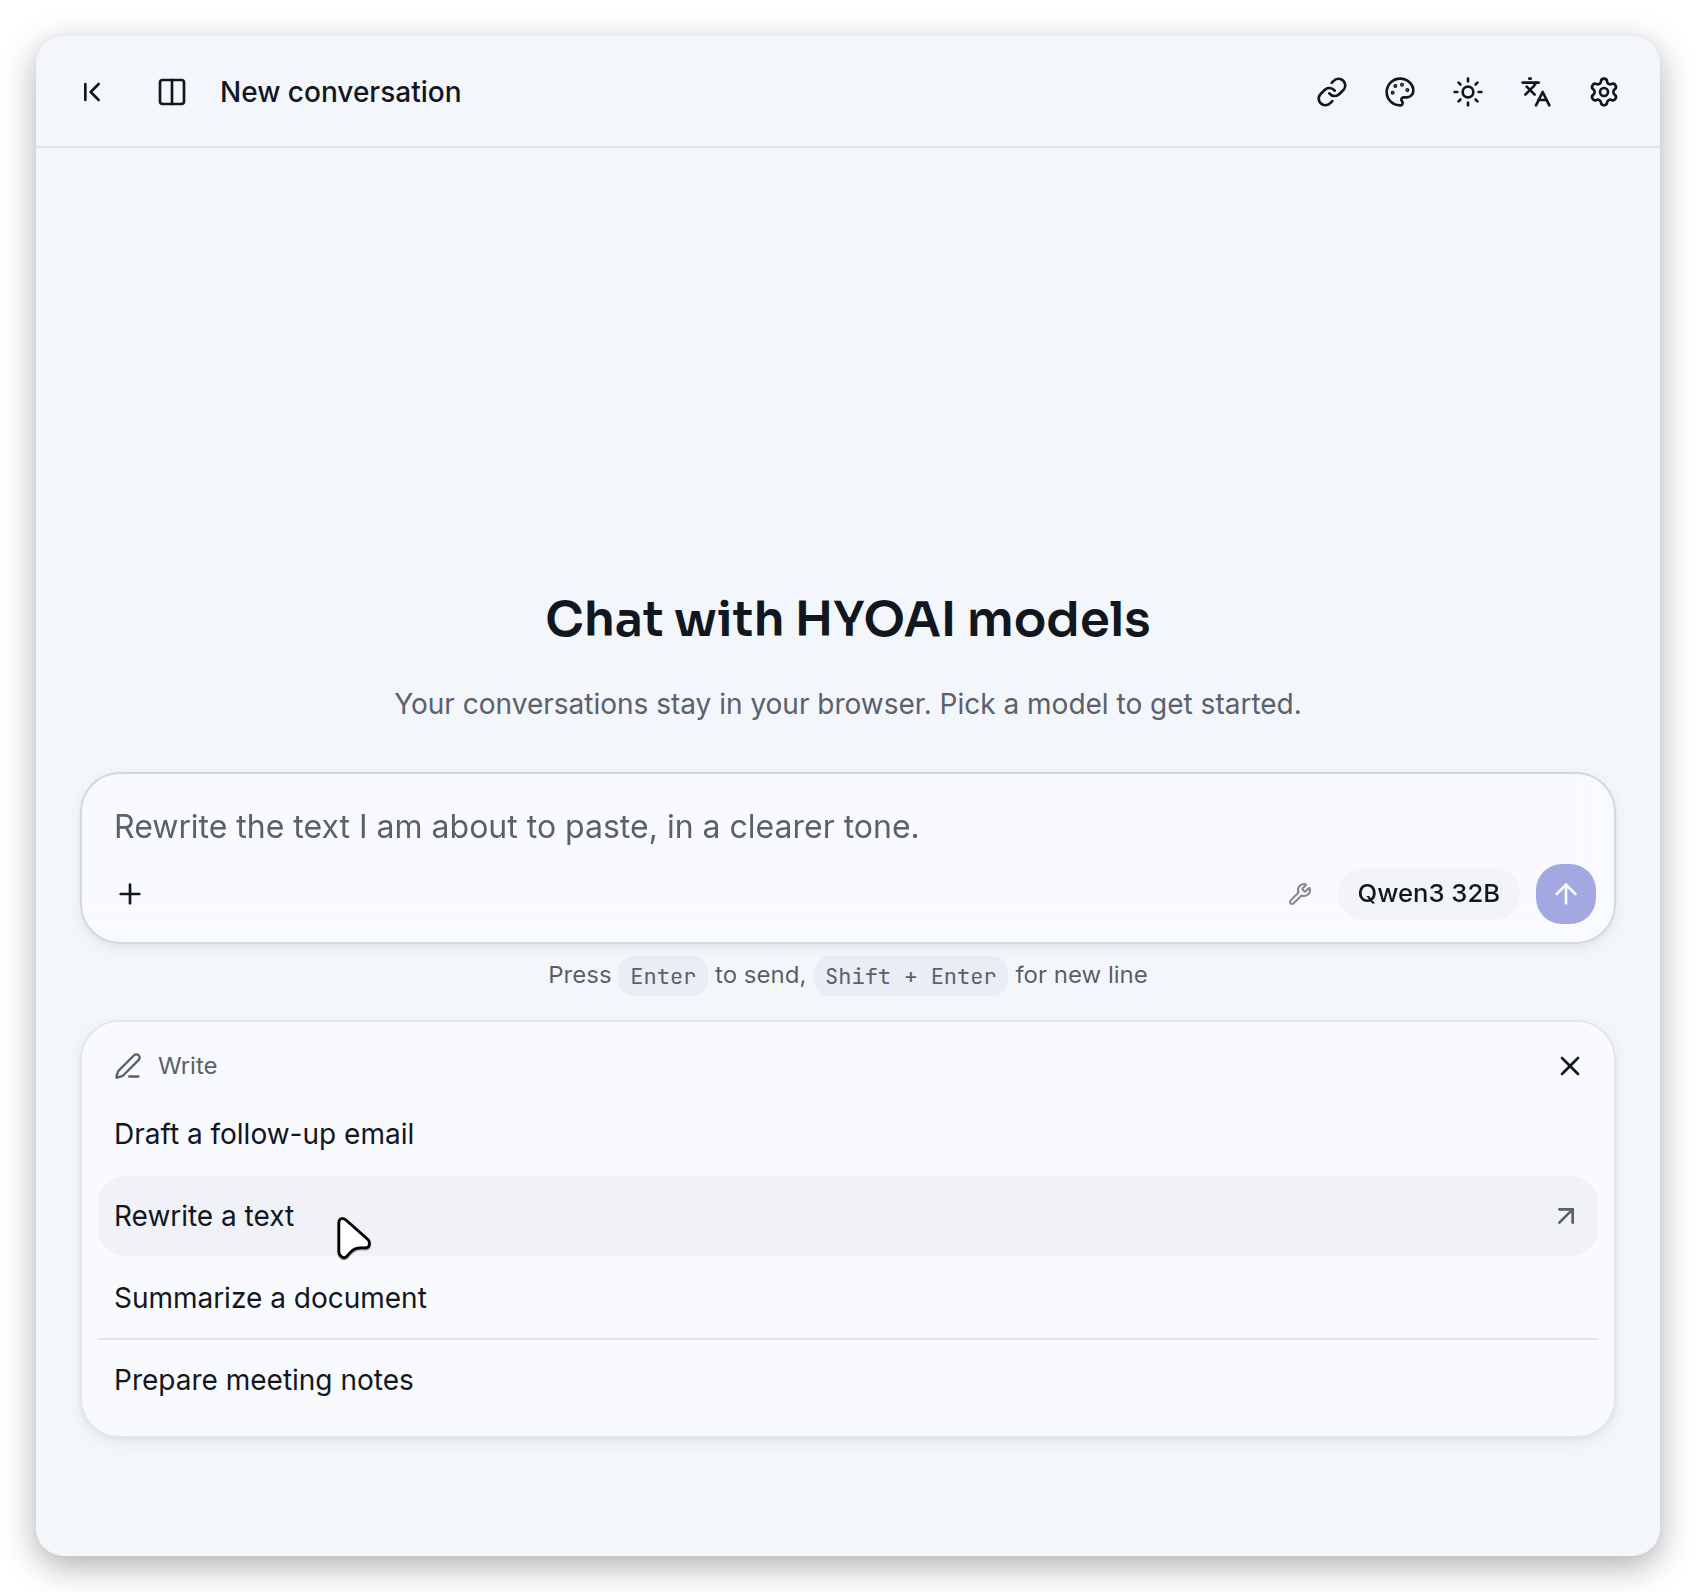 New conversation
Chat with HYOAI models
Your conversations stay in your browser. Pick a model to get started.
Rewrite the text I am about to paste, in a clearer tone.
Qwen3 32B
Press Enter to send, Shift + Enter for new line
Write
Draft a follow-up email
Rewrite a text
Summarize a document
Prepare meeting notes